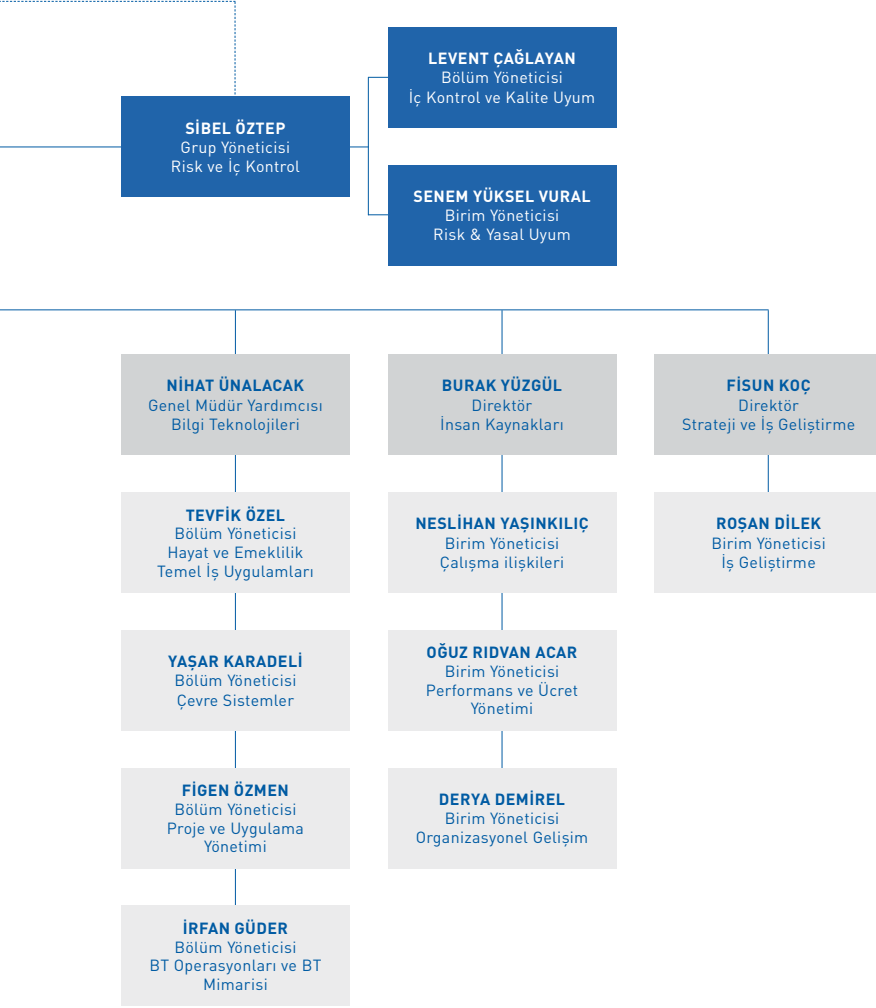 LEVENT ÇAĞLAYAN
Bölüm Yöneticisi
İç Kontrol ve Kalite Uyum
SİBEL ÖZTEP
Grup Yöneticisi
Risk ve İç Kontrol
SENEM YÜKSEL VURAL
Birim Yöneticisi
Risk & Yasal Uyum
NİHAT ÜNALACAK
Genel Müdür Yardımcısı
Bilgi Teknolojileri
BURAK YÜZGÜL
Direktör
İnsan Kaynakları
FİSUN KOÇ
Direktör
Strateji ve İş Geliştirme
TEVFİK ÖZEL
Bölüm Yöneticisi
Hayat ve Emeklilik
Temel İş Uygulamları
NESLİHAN YAŞINKILIÇ
Birim Yöneticisi
Çalışma ilişkileri
ROŞAN DİLEK
Birim Yöneticisi
İş Geliştirme
YAŞAR KARADELİ
Bölüm Yöneticisi
Çevre Sistemler
OĞUZ RIDVAN ACAR
Birim Yöneticisi
Performans ve Ücret
Yönetimi
FİGEN ÖZMEN
Bölüm Yöneticisi
Proje ve Uygulama
Yönetimi
DERYA DEMİREL
Birim Yöneticisi
Organizasyonel Gelişim
İRFAN GÜDER
Bölüm Yöneticisi
BT Operasyonları ve BT
Mimarisi